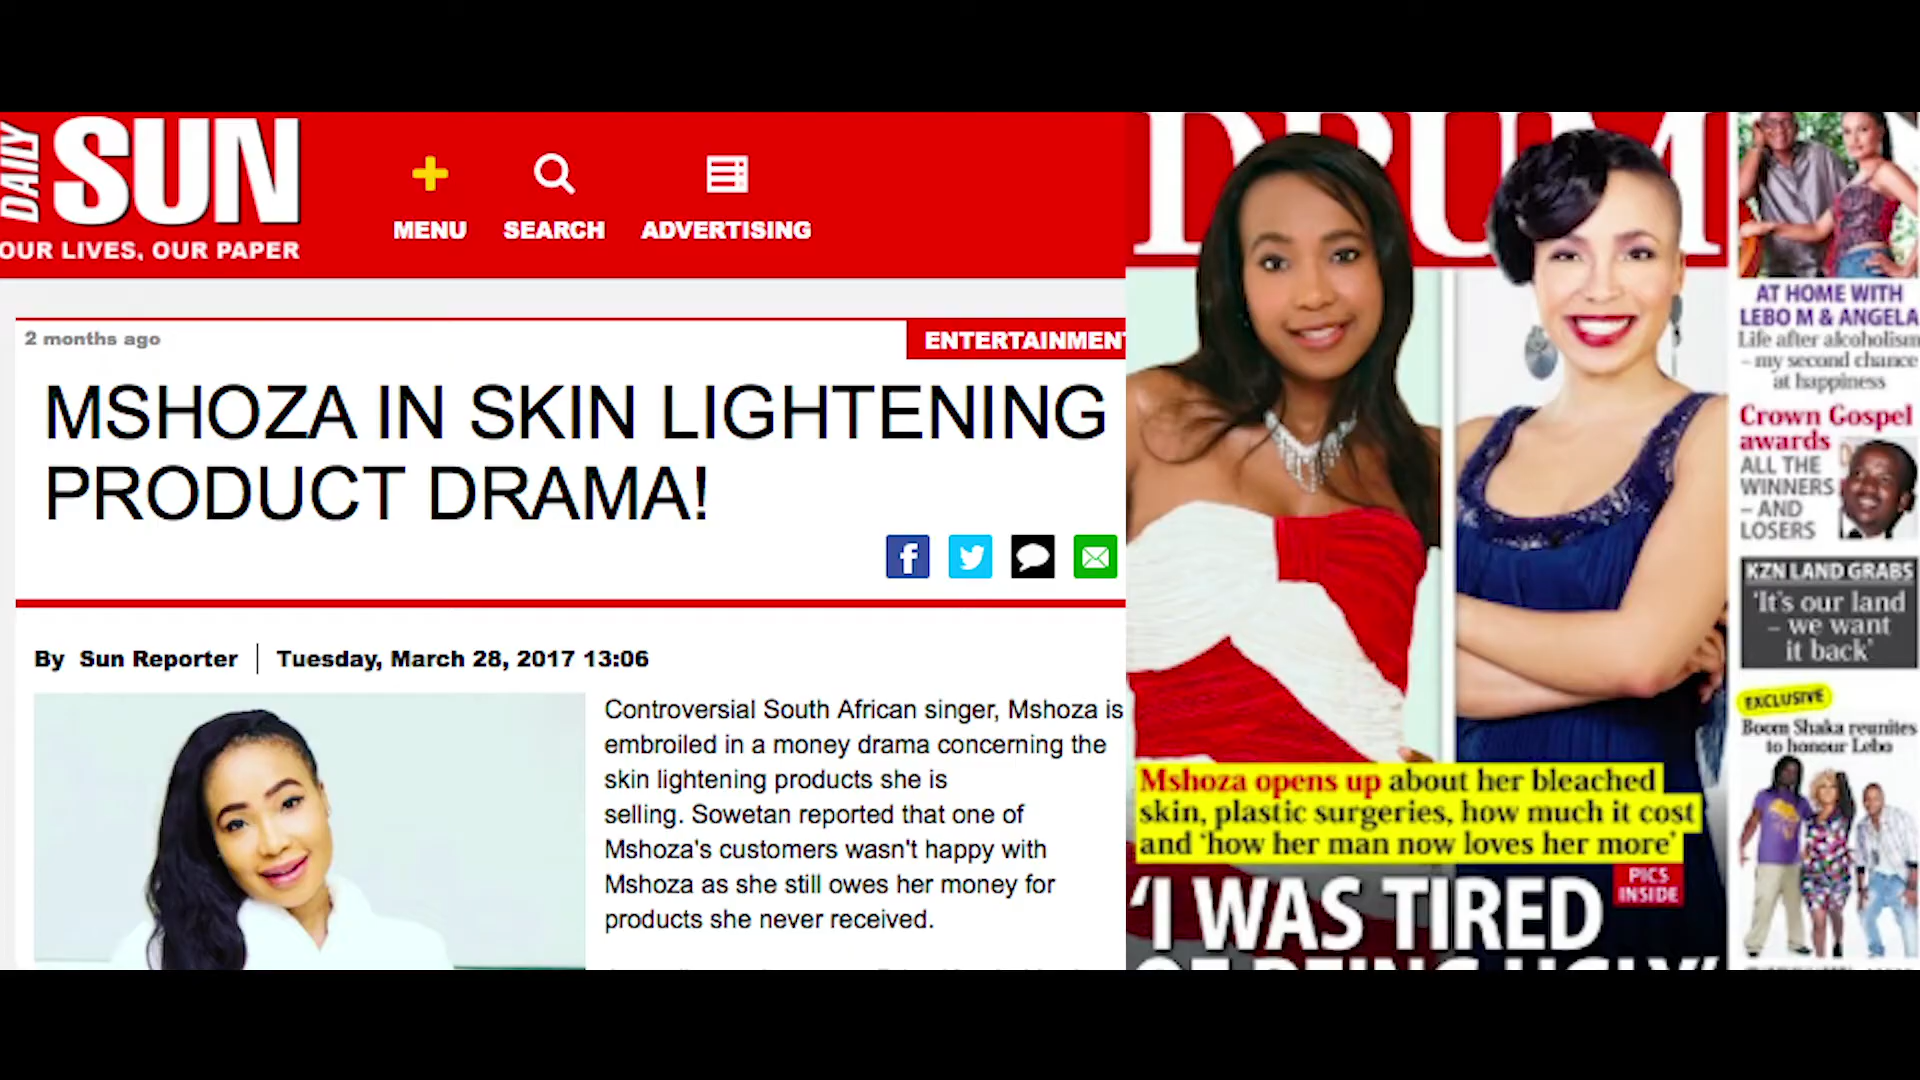 DAILY
SUN
OUR LIVES, OUR PAPER
MENU SEARCH ADVERTISING
2 months ago
ENTERTAINMEN
MSHOZA IN SKIN LIGHTENING
PRODUCT DRAMA!
By Sun Reporter | Tuesday, March 28, 2017 13:06
Controversial South African singer, Mshoza is
embroiled in a money drama concerning the
skin lightening products she is
selling. Sowetan reported that one of
Mshoza's customers wasn't happy with
Mshoza as she still owes her money for
products she never received.
DRUM
Mshoza opens up about her bleached
skin, plastic surgeries, how much it cost
and 'how her man now loves her more'
PICS
INSIDE
'I WAS TIRED
OF BEING UGLY'
AT HOME WITH
LEBO M & ANGELA
Life after alcoholism
– my second chance
at happiness
Crown Gospel
awards
ALL THE
WINNERS
– AND
LOSERS
KZN LAND GRABS
'It's our land
– we want
it back'
EXCLUSIVE
Boom Shaka reunites
to honour Lebo